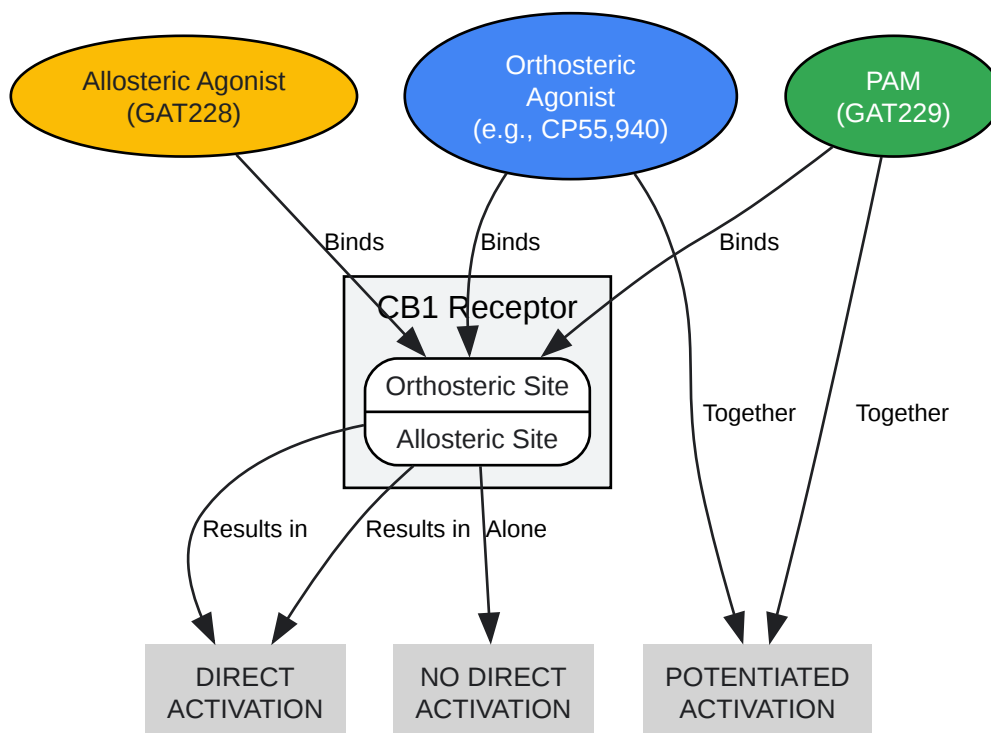 Allosteric Agonist
(GAT228)
Orthosteric
Agonist
(e.g., CP55,940)
PAM
(GAT229)
Binds
Binds
Binds
CB1 Receptor
Orthosteric Site
Allosteric Site
Together
Together
Results in
Results in
Alone
DIRECT
ACTIVATION
NO DIRECT
ACTIVATION
POTENTIATED
ACTIVATION